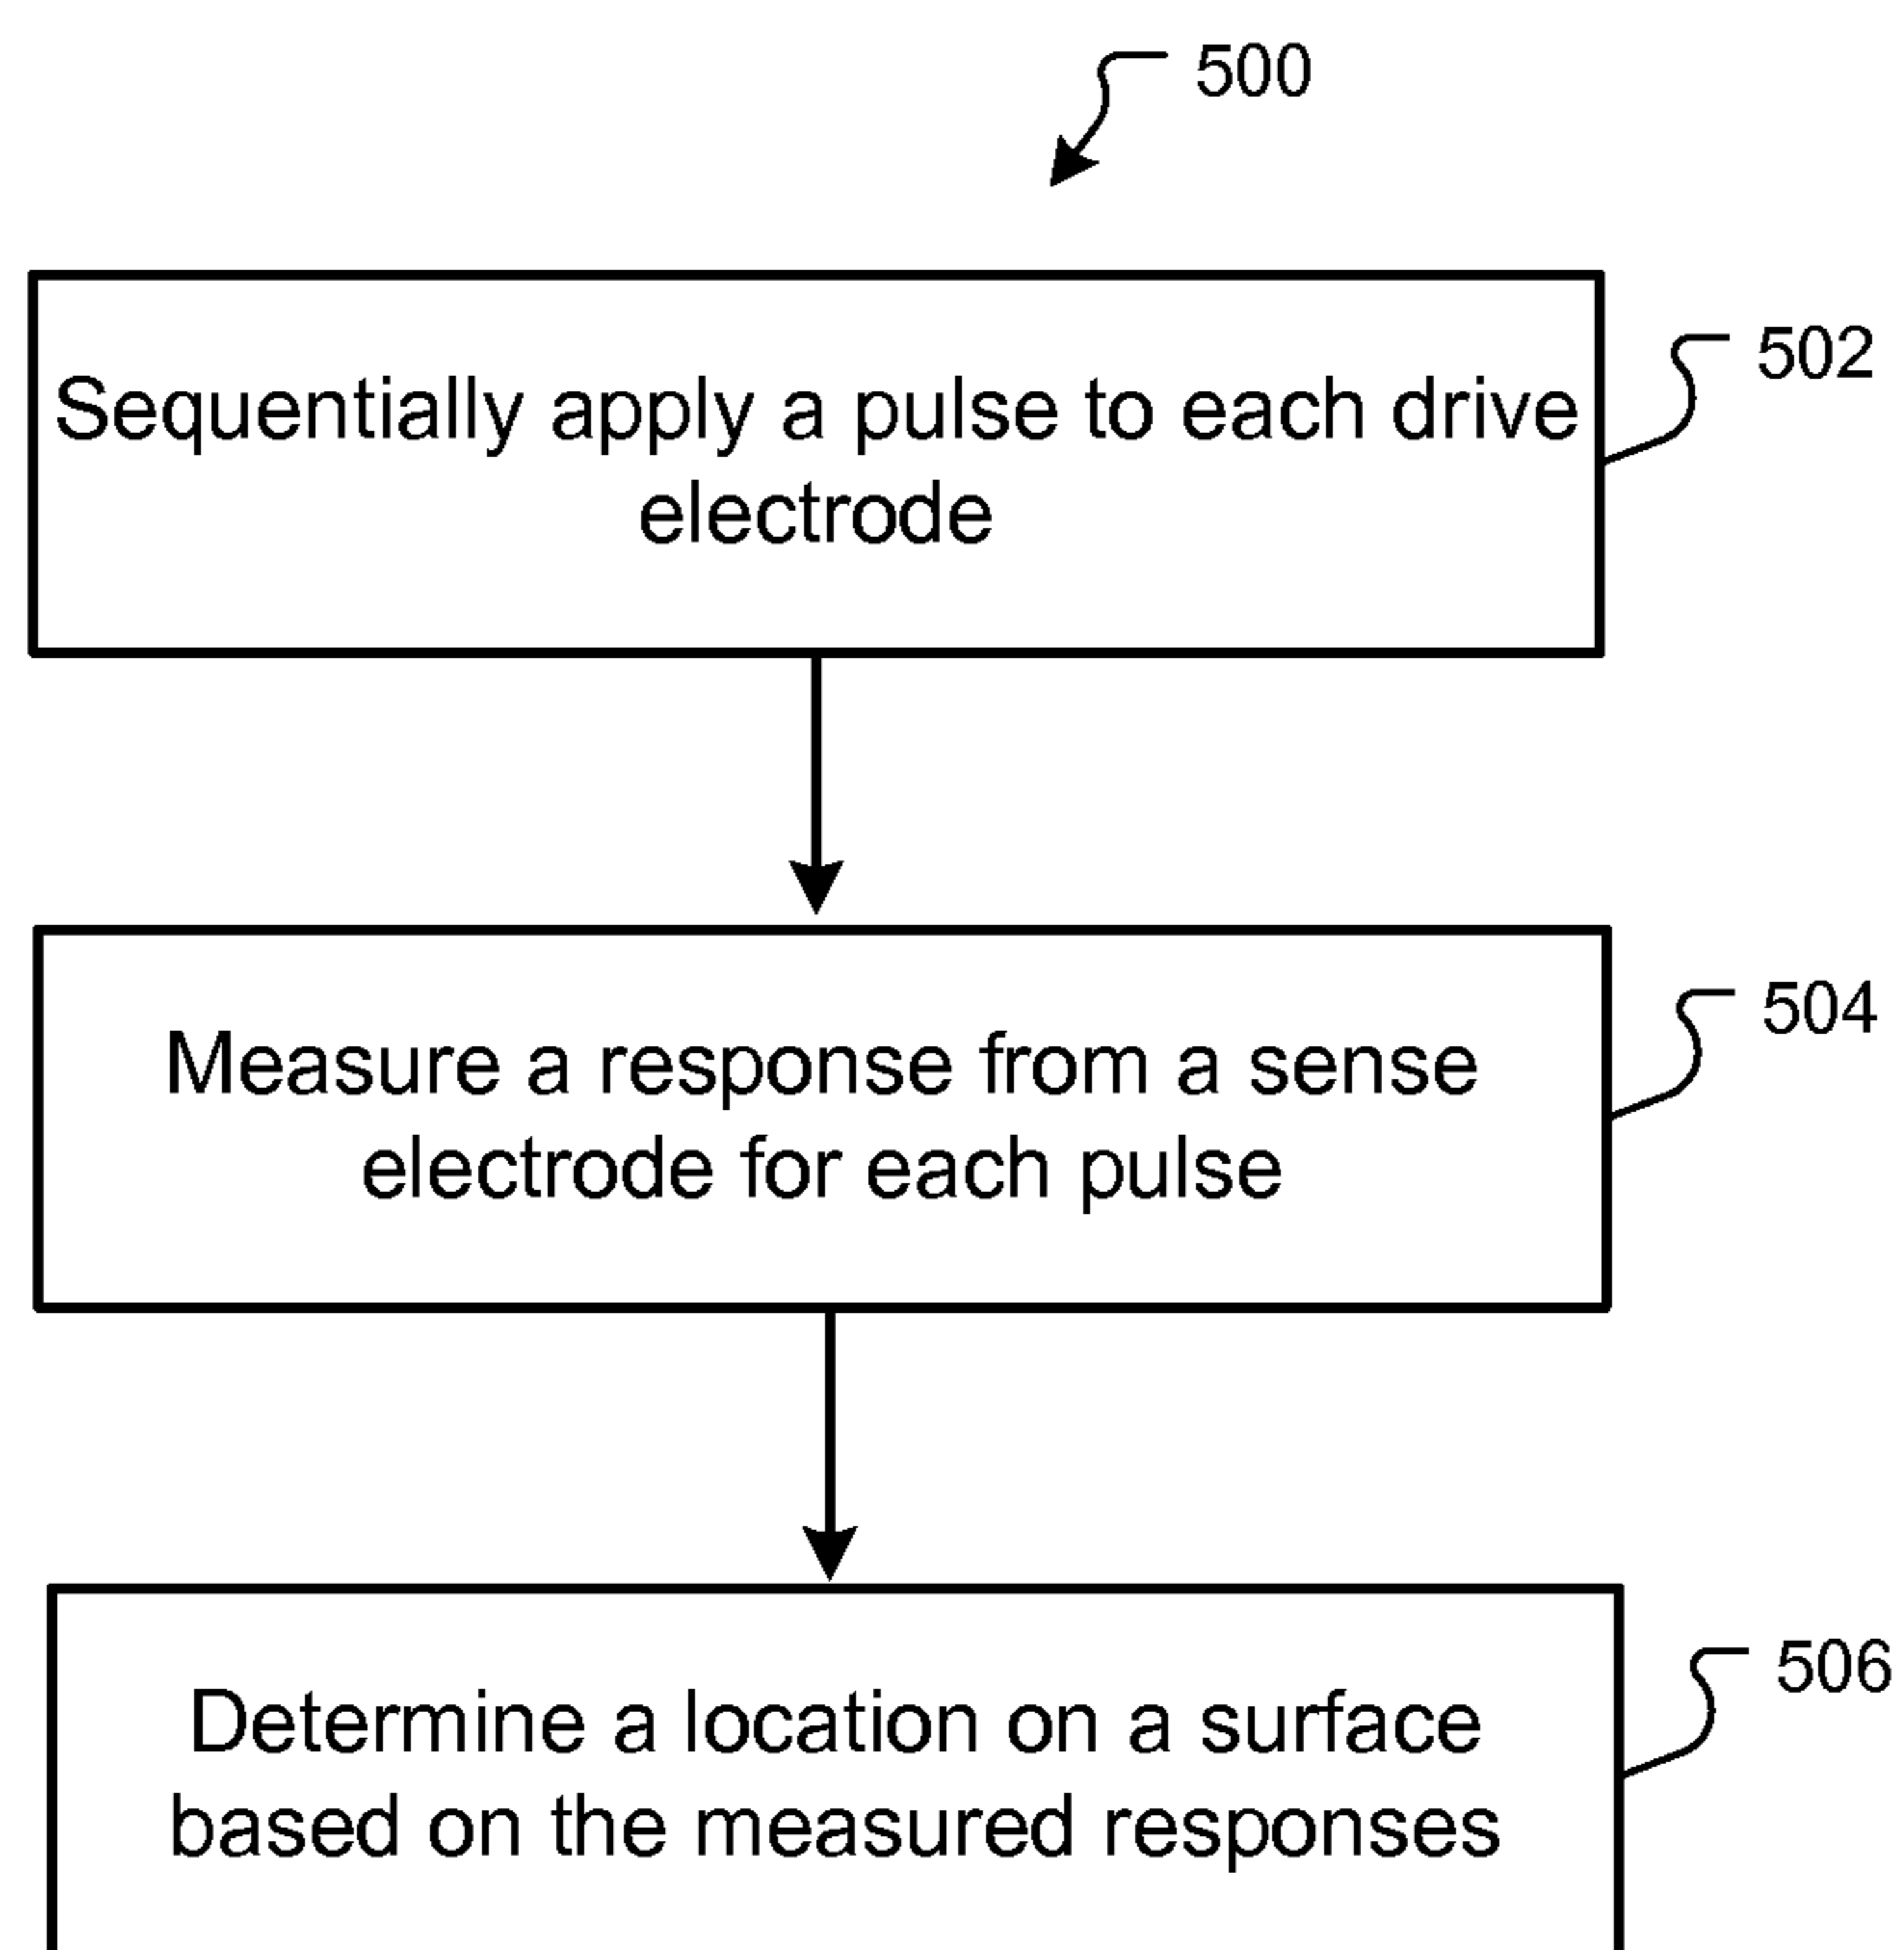 500
Sequentially apply a pulse to each drive
electrode
502
Measure a response from a sense
electrode for each pulse
504
Determine a location on a surface
based on the measured responses
506